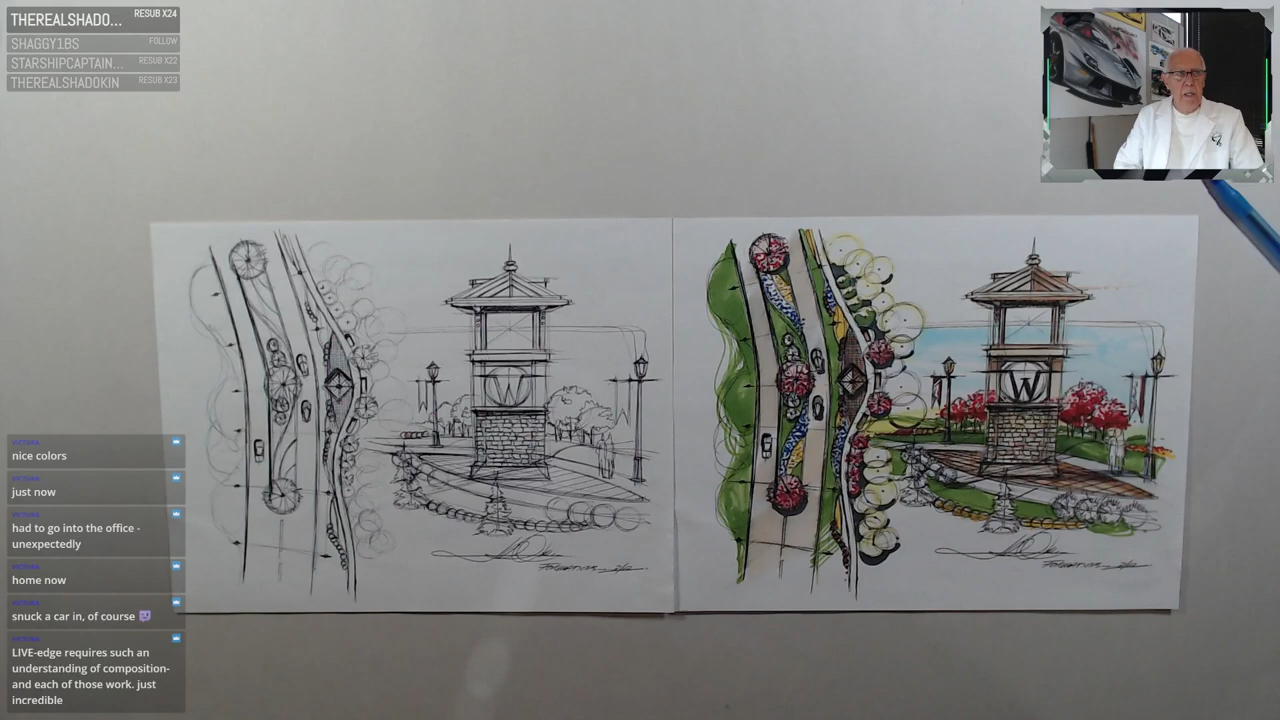 THEREALSHADO...
RESUB X24
SHAGGY1BS
FOLLOW
STARSHIPCAPTAIN...
RESUB X22
THEREALSHADOKIN
RESUB X23
nice colors
just now
had to go into the office -
unexpectedly
home now
snuck a car in, of course
LIVE-edge requires such an
understanding of composition-
and each of those work. just
incredible
W
W